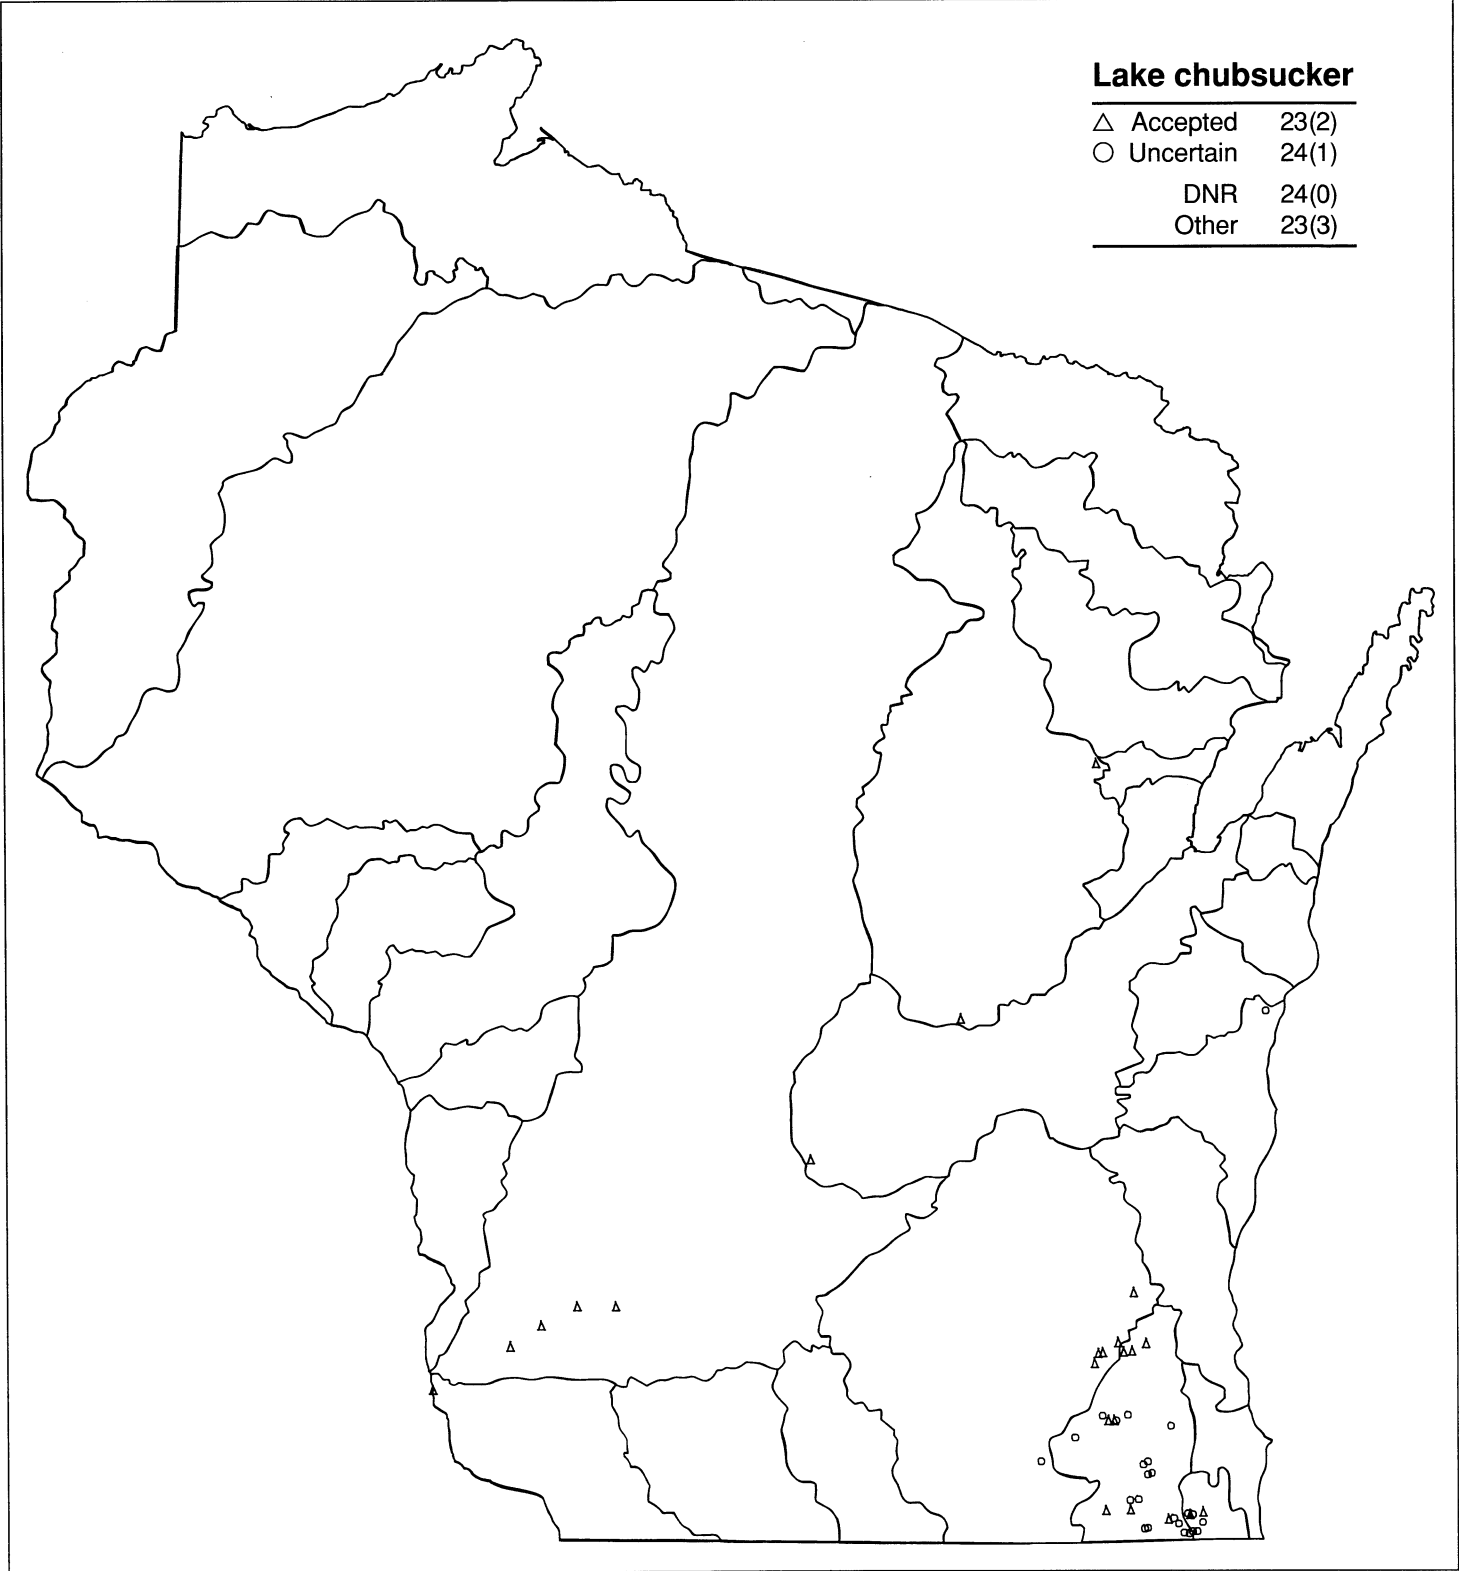 Lake chubsucker
△ Accepted 23(2)
○ Uncertain 24(1)
DNR 24(0)
Other 23(3)